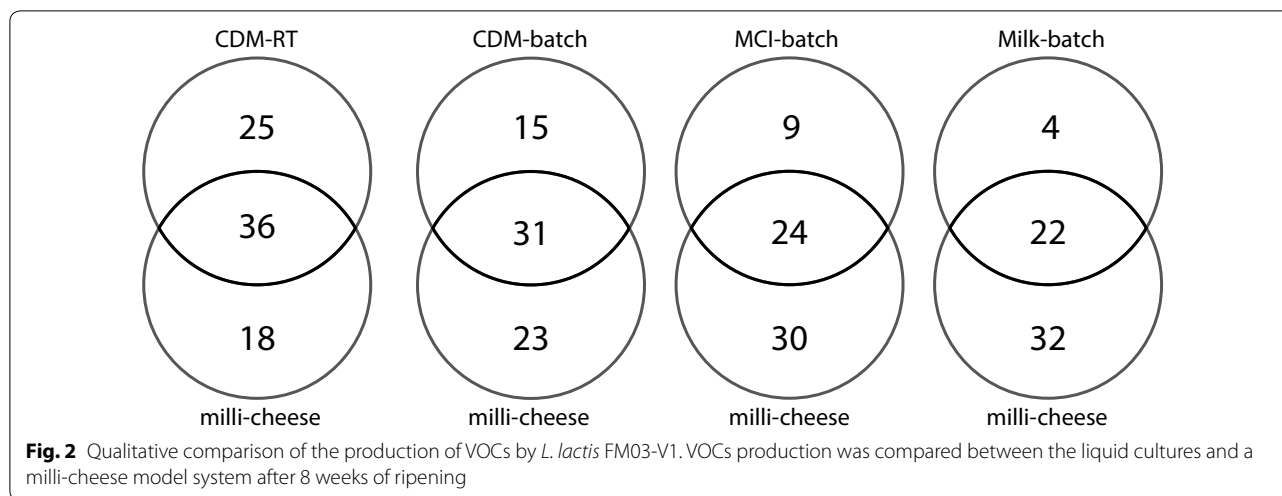 CDM-RT CDM-batch MCI-batch Milk-batch
25 15 9 4
36 31 24 22
18 23 30 32
milli-cheese milli-cheese milli-cheese milli-cheese
Fig. 2 Qualitative comparison of the production of VOCs by L. lactis FM03-V1. VOCs production was compared between the liquid cultures and a
milli-cheese model system after 8 weeks of ripening